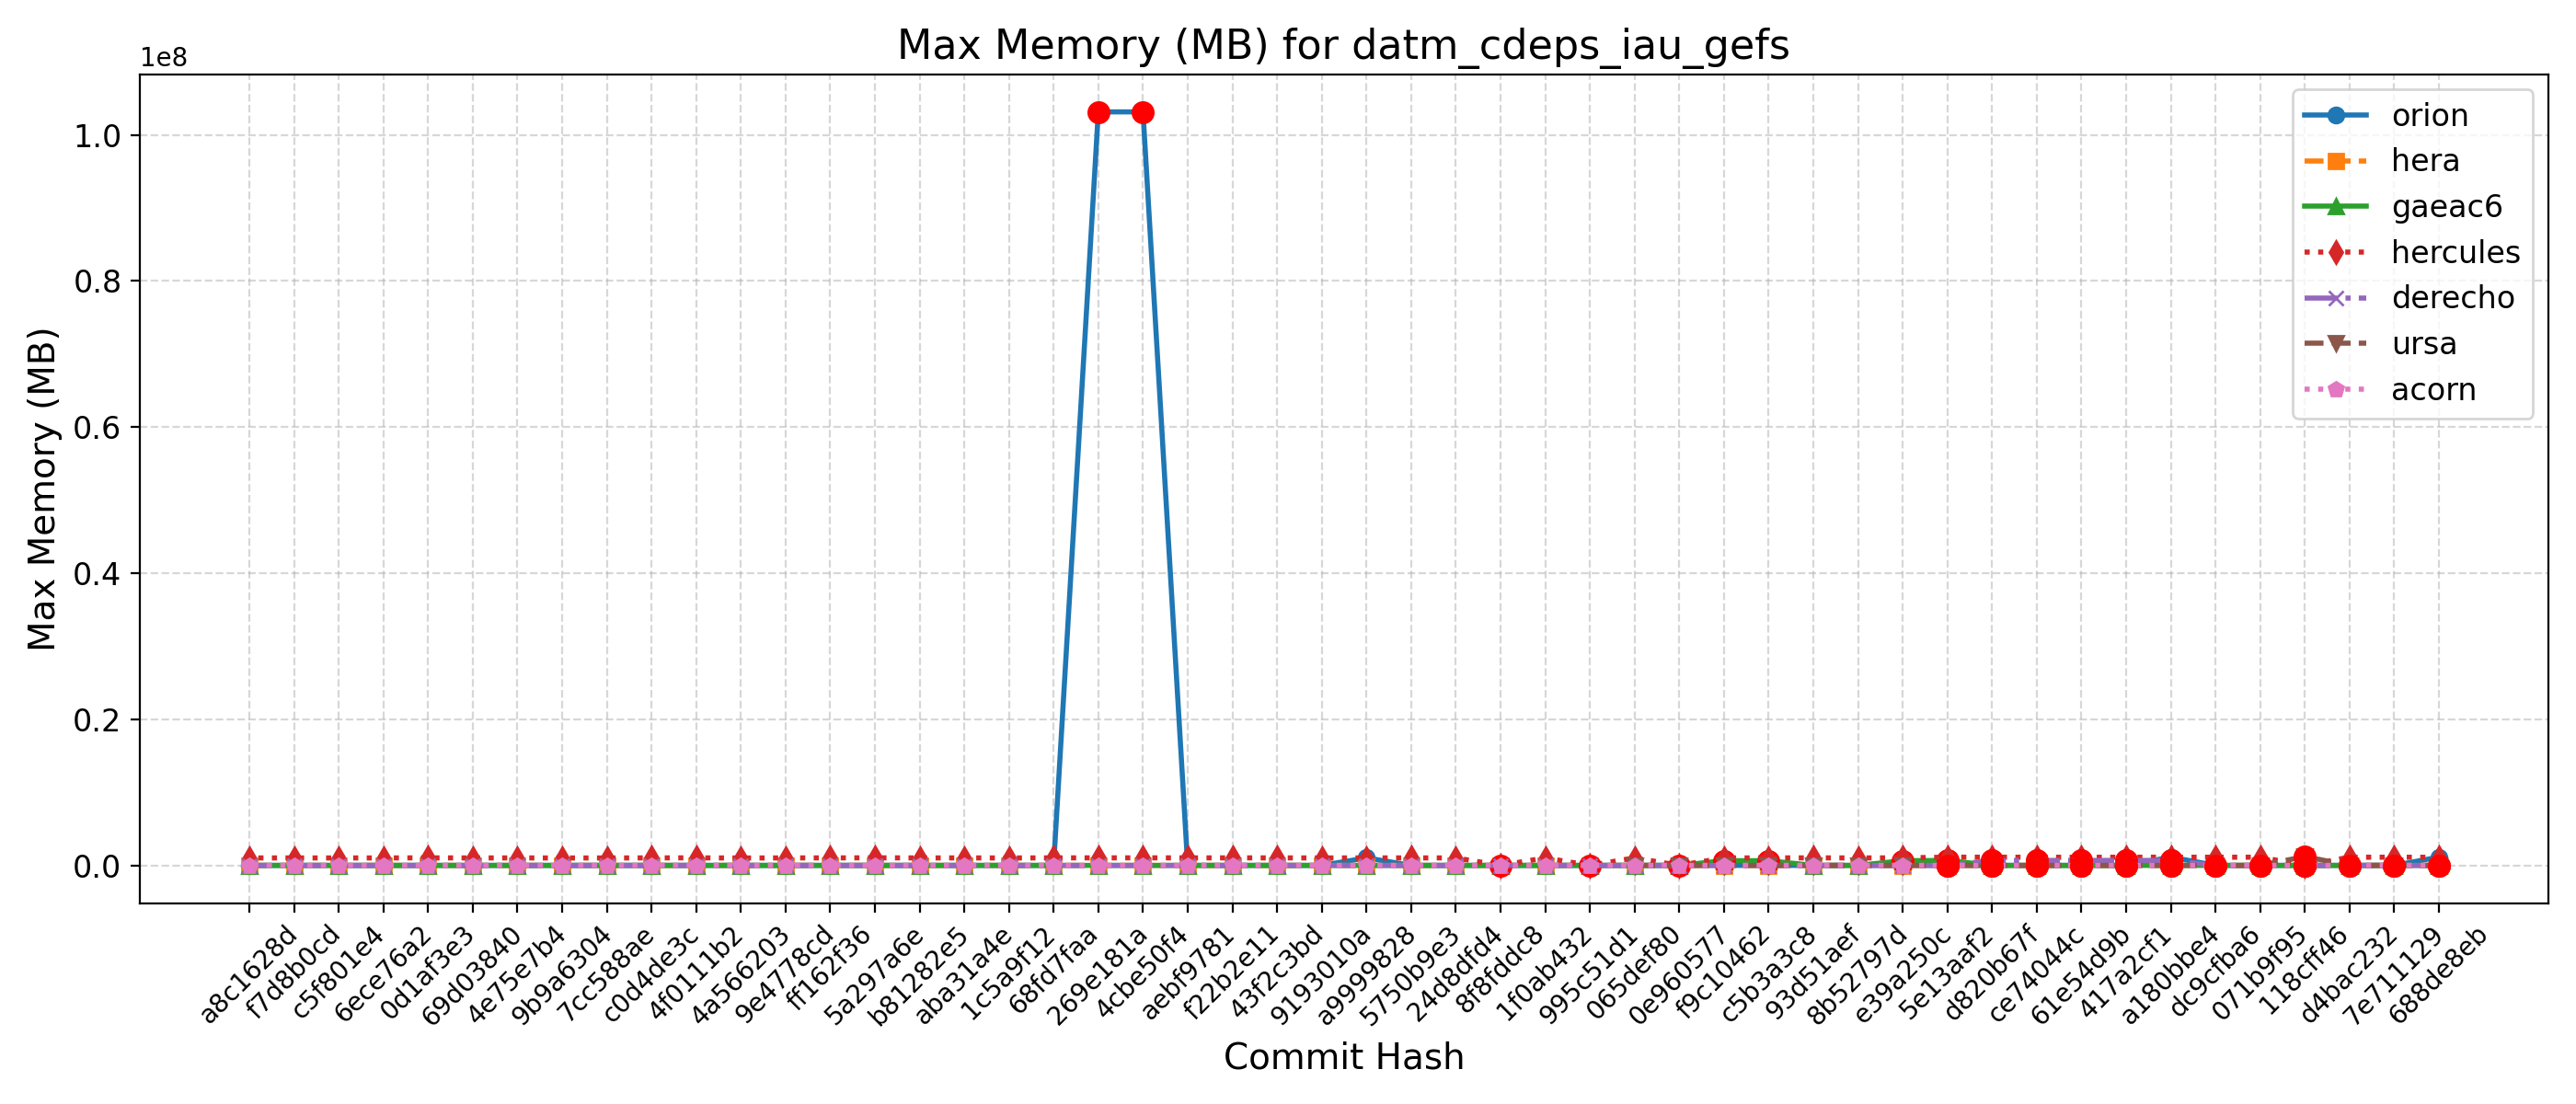 Max Memory (MB) for datm_cdeps_iau_gefs
1e8
1.0
0.8
0.6
0.4
0.2
0.0
Max Memory (MB)
orion
hera
gaeac6
hercules
derecho
ursa
acorn
a8c1628d
f7d8b0cd
c5f801e4
6ece76a2
0d1af3e3
69d03840
4e75e7b4
9b9a6304
7cc588ae
c0d4de3c
4f0111b2
4a566203
9e4778cd
ff162f36
5a297a6e
b81282e5
aba31a4e
1c5a9f12
68fd7faa
269e181a
4cbe50f4
aebf9781
f22b2e11
43f2c3bd
9193010a
a9999828
5750b9e3
24d8dfd4
8f8fddc8
1f0ab432
995c51d1
065def80
0e960577
f9c10462
c5b3a3c8
93d51aef
8b52797d
e39a250c
5e13aaf2
d820b67f
ce74044c
61e54d9b
417a2cf1
a180bbe4
dc9cfba6
071b9f95
118cff46
d4bac232
7e711129
688de8eb
Commit Hash